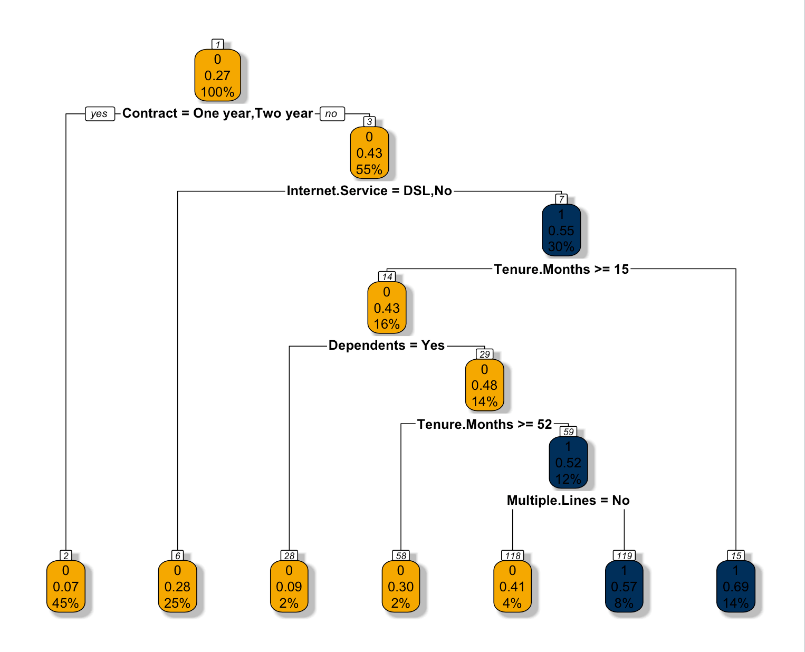 1
0
0.27
100%
yes Contract = One year,Two year no
3
0
0.43
55%
Internet.Service = DSL,No
7
1
0.55
30%
Tenure.Months >= 15
14
0
0.43
16%
Dependents = Yes
29
0
0.48
14%
Tenure.Months >= 52
59
1
0.52
12%
Multiple.Lines = No
2 6 28 58 118 119 15
0 0 0 0 0 1 1
0.07 0.28 0.09 0.30 0.41 0.57 0.69
45% 25% 2% 2% 4% 8% 14%